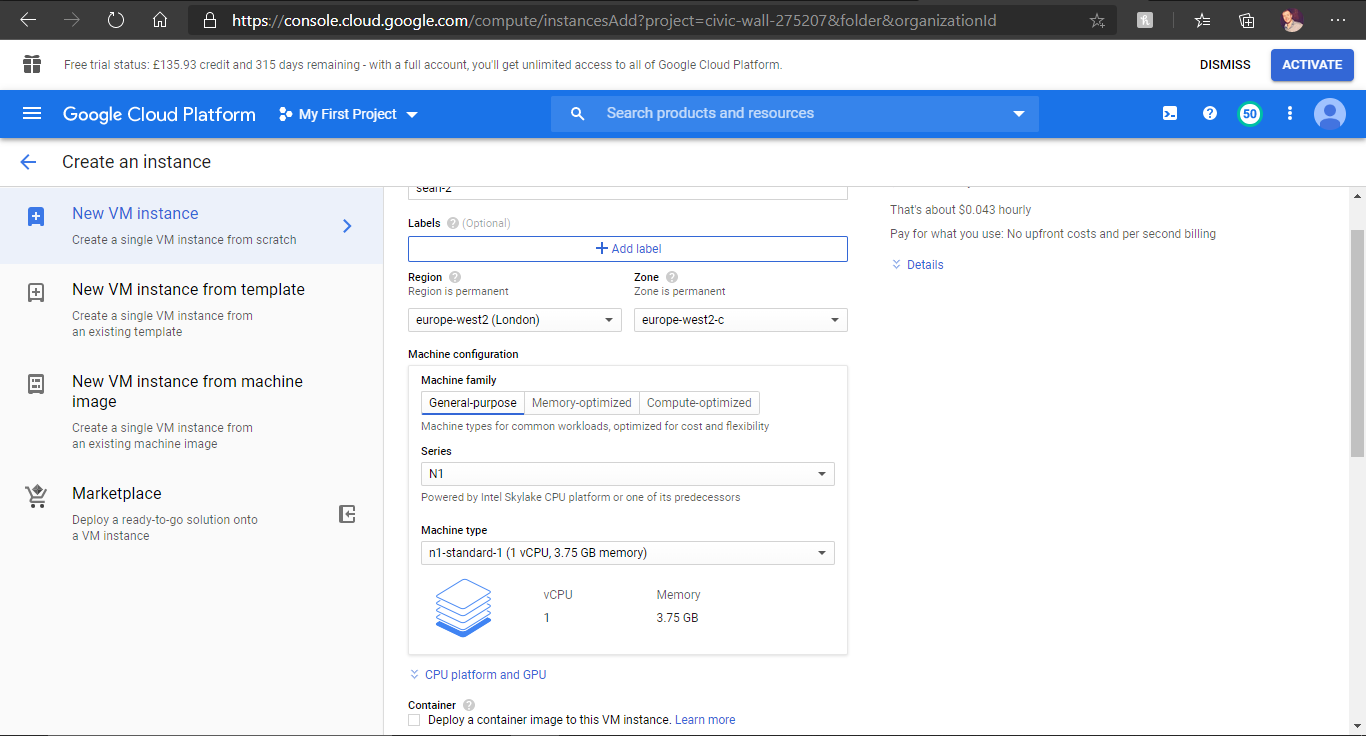 https://console.cloud.google.com/compute/instancesAdd?project=civic-wall-275207&folder&organizationId
Free trial status: £135.93 credit and 315 days remaining - with a full account, you'll get unlimited access to all of Google Cloud Platform.
DISMISS
ACTIVATE
Google Cloud Platform
My First Project
Search products and resources
50
Create an instance
New VM instance
Create a single VM instance from scratch
New VM instance from template
Create a single VM instance from
an existing template
New VM instance from machine
image
Create a single VM instance from
an existing machine image
Marketplace
Deploy a ready-to-go solution onto
a VM instance
sean-2
Labels ? (Optional)
Add label
Region ?
Region is permanent
Zone ?
Zone is permanent
europe-west2 (London)
europe-west2-c
Machine configuration
Machine family
General-purpose
Memory-optimized
Compute-optimized
Machine types for common workloads, optimized for cost and flexibility
Series
N1
Powered by Intel Skylake CPU platform or one of its predecessors
Machine type
n1-standard-1 (1 vCPU, 3.75 GB memory)
vCPU
Memory
1
3.75 GB
CPU platform and GPU
Container ?
Deploy a container image to this VM instance. Learn more
That's about $0.043 hourly
Pay for what you use: No upfront costs and per second billing
Details